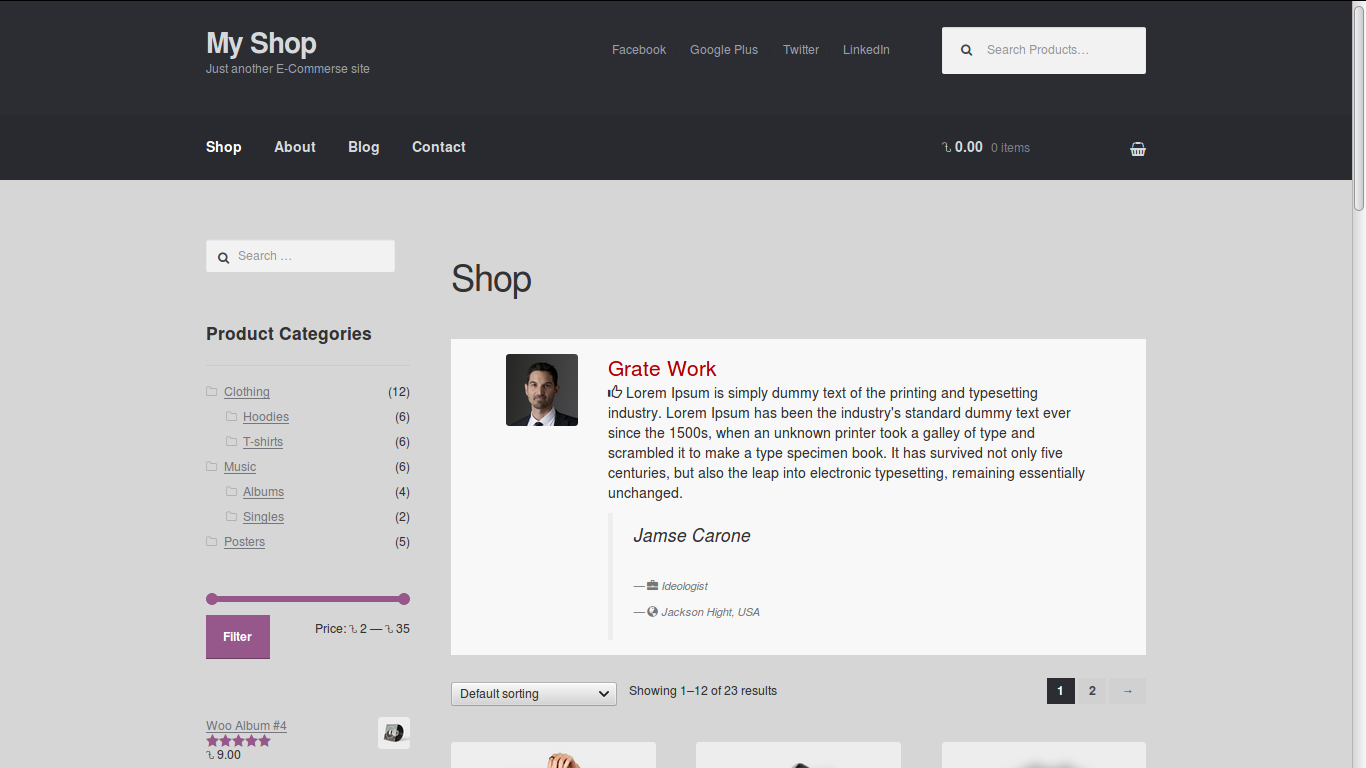 My Shop
Just another E-Commerse site
Facebook Google Plus Twitter LinkedIn
Search Products…
Shop About Blog Contact
৳ 0.00 0 items
Search …
Product Categories
Clothing (12)
Hoodies (6)
T-shirts (6)
Music (6)
Albums (4)
Singles (2)
Posters (5)
Filter
Price: ৳ 2 — ৳ 35
Woo Album #4
৳ 9.00
Shop
Grate Work
Lorem Ipsum is simply dummy text of the printing and typesetting
industry. Lorem Ipsum has been the industry's standard dummy text ever
since the 1500s, when an unknown printer took a galley of type and
scrambled it to make a type specimen book. It has survived not only five
centuries, but also the leap into electronic typesetting, remaining essentially
unchanged.
Jamse Carone
— Ideologist
— Jackson Hight, USA
Default sorting
Showing 1–12 of 23 results
1 2 →